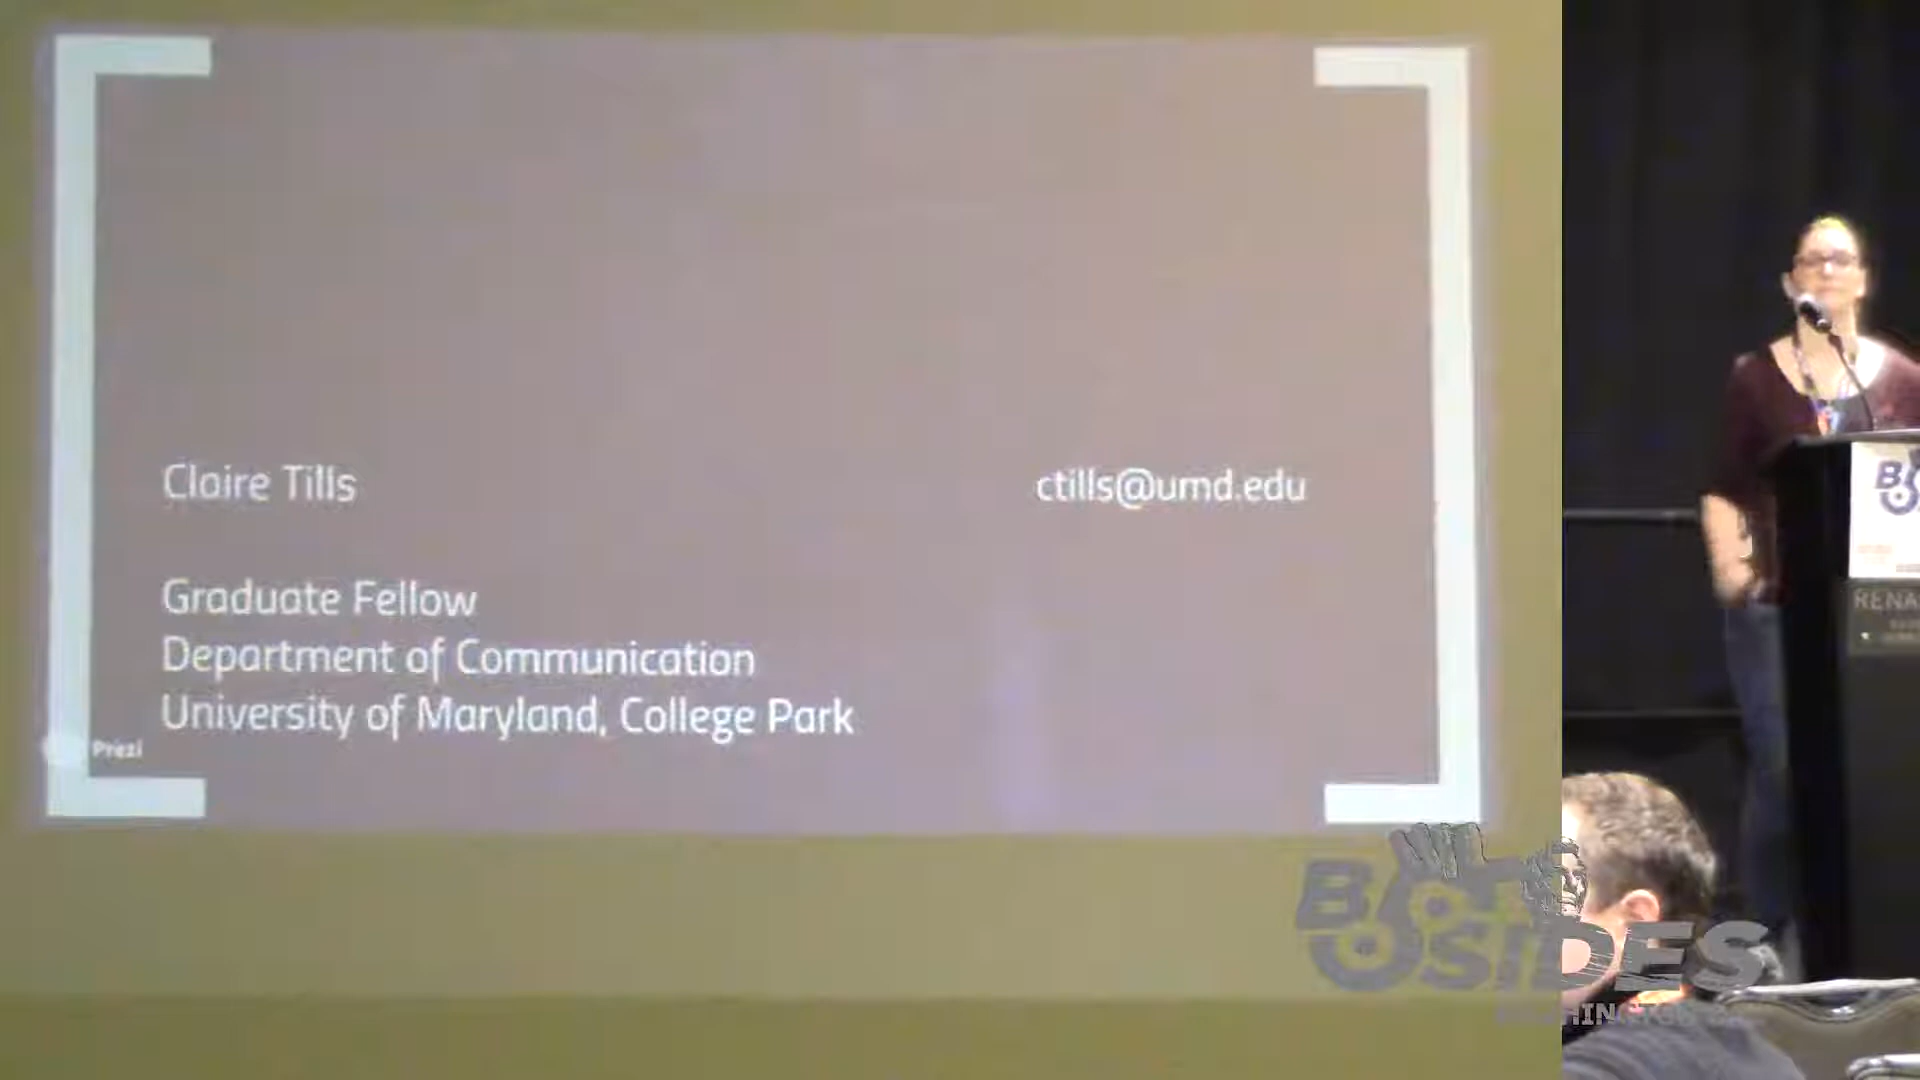 Claire Tills
ctills@umd.edu
Graduate Fellow
Department of Communication
University of Maryland, College Park
Prezi
BSIDES